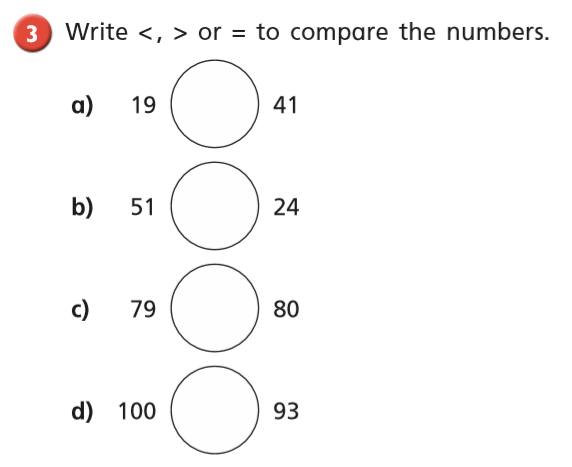 3 Write <, > or = to compare the numbers.
a) 19 41
b) 51 24
c) 79 80
d) 100 93